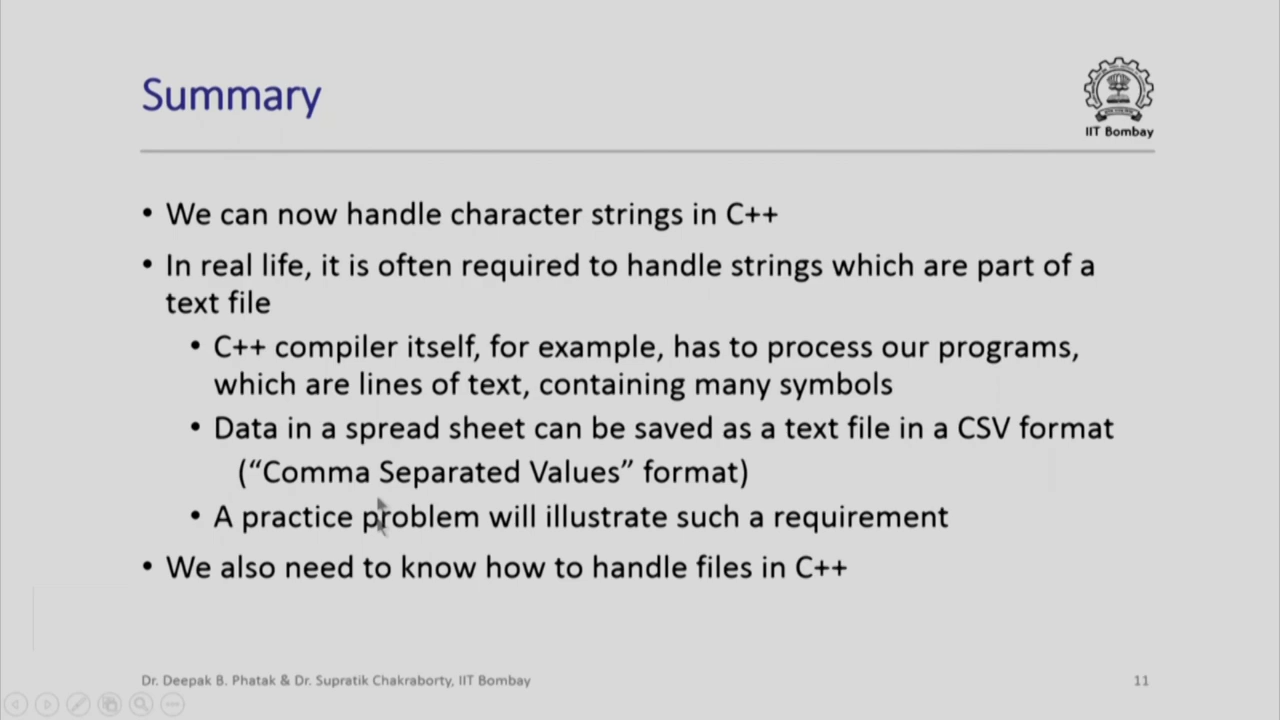 Summary
IIT Bombay
• We can now handle character strings in C++
• In real life, it is often required to handle strings which are part of a
text file
• C++ compiler itself, for example, has to process our programs,
which are lines of text, containing many symbols
• Data in a spread sheet can be saved as a text file in a CSV format
(“Comma Separated Values” format)
• A practice problem will illustrate such a requirement
• We also need to know how to handle files in C++
Dr. Deepak B. Phatak & Dr. Supratik Chakraborty, IIT Bombay
11